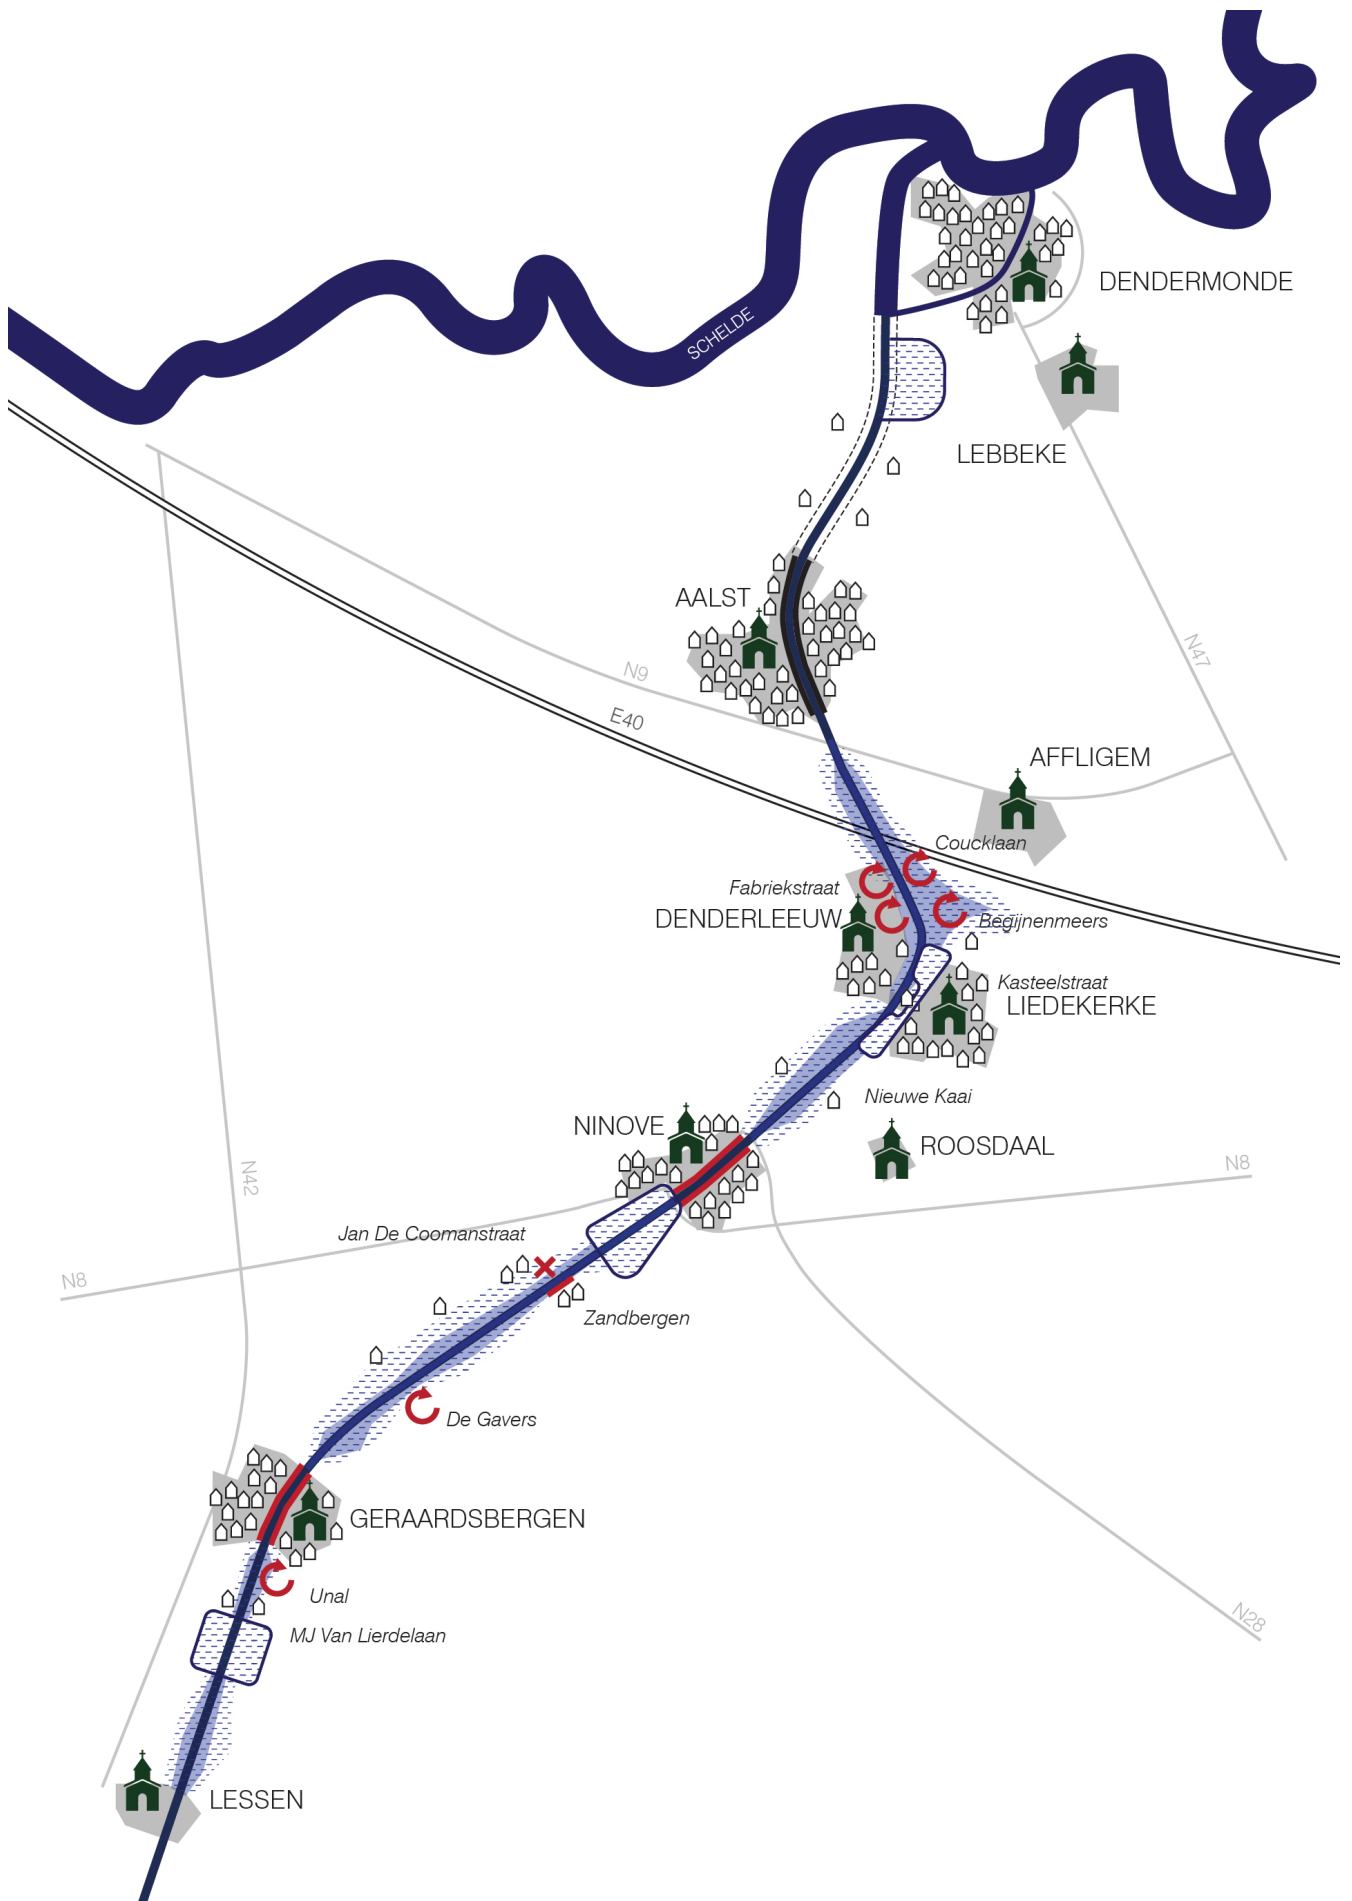 DENDERMONDE
SCHELDE
LEBBEKE
AALST
N47
N9
E40
AFFLIGEM
Coucklaan
Fabriekstraat
DENDERLEEUW
Begijnenmeers
Kasteelstraat
LIEDEKERKE
Nieuwe Kaai
NINOVE
ROOSDAAL
N42
N8
Jan De Coomanstraat
N8
Zandbergen
De Gavers
GERAARDSBERGEN
Unal
N28
MJ Van Lierdelaan
LESSEN